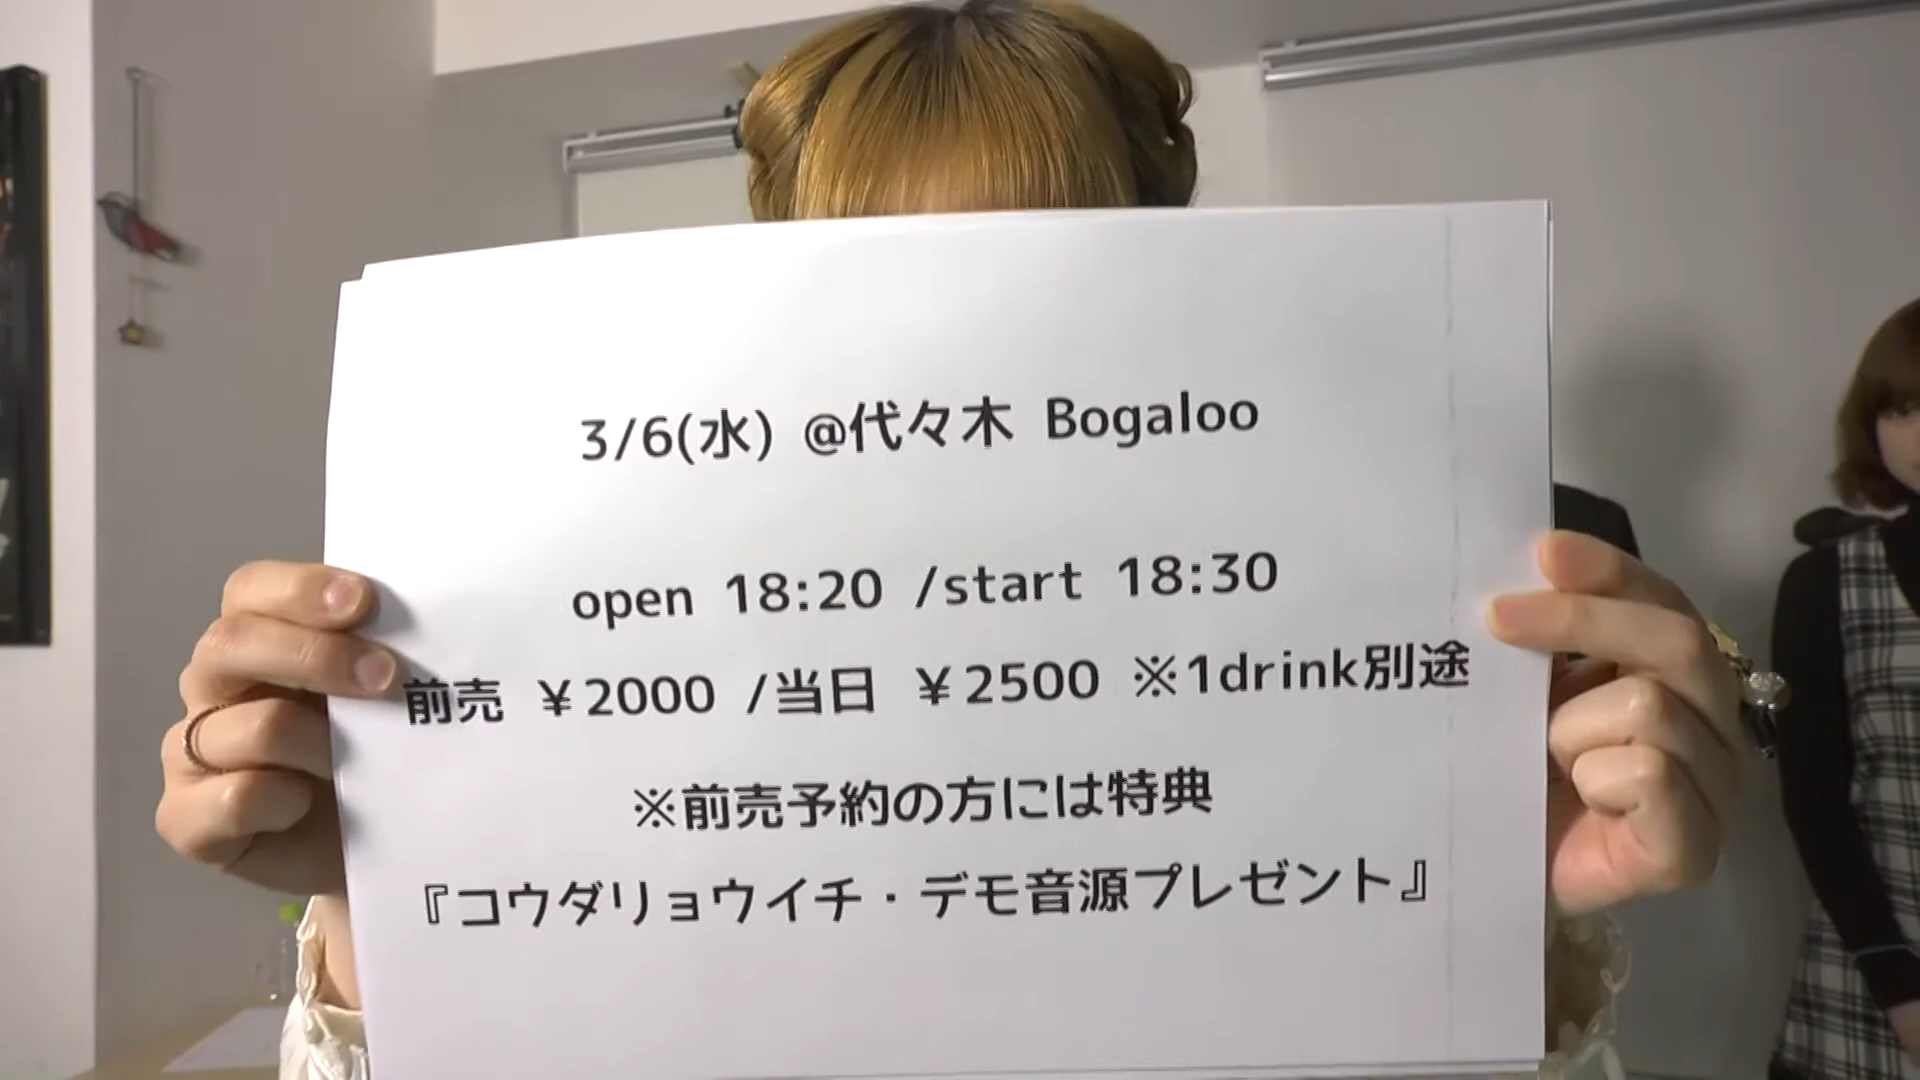 3/6(水) @代々木 Bogaloo
open 18:20 /start 18:30
前売 ¥2000 /当日 ¥2500 ※1drink別途
※前売予約の方には特典
『コウダリョウイチ・デモ音源プレゼント』